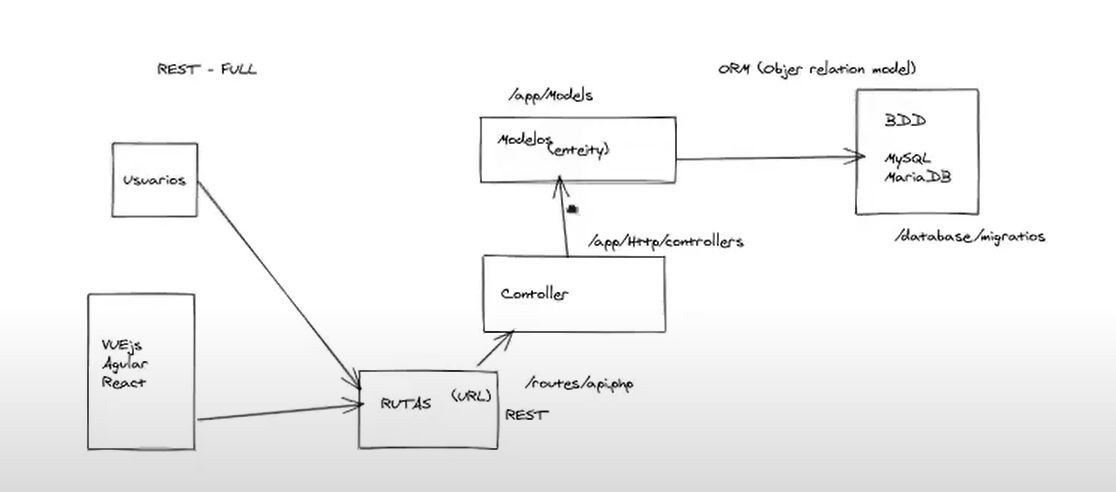 REST - FULL
ORM (Objer relation model)
/app/Models
Modelos
(enteity)
BDD
MySQL
MariaDB
/database/migratios
Usuarios
/app/Http/controllers
Contoller
VUEjs
Agular
React
RUTAS (URL)
/routes/api.php
REST